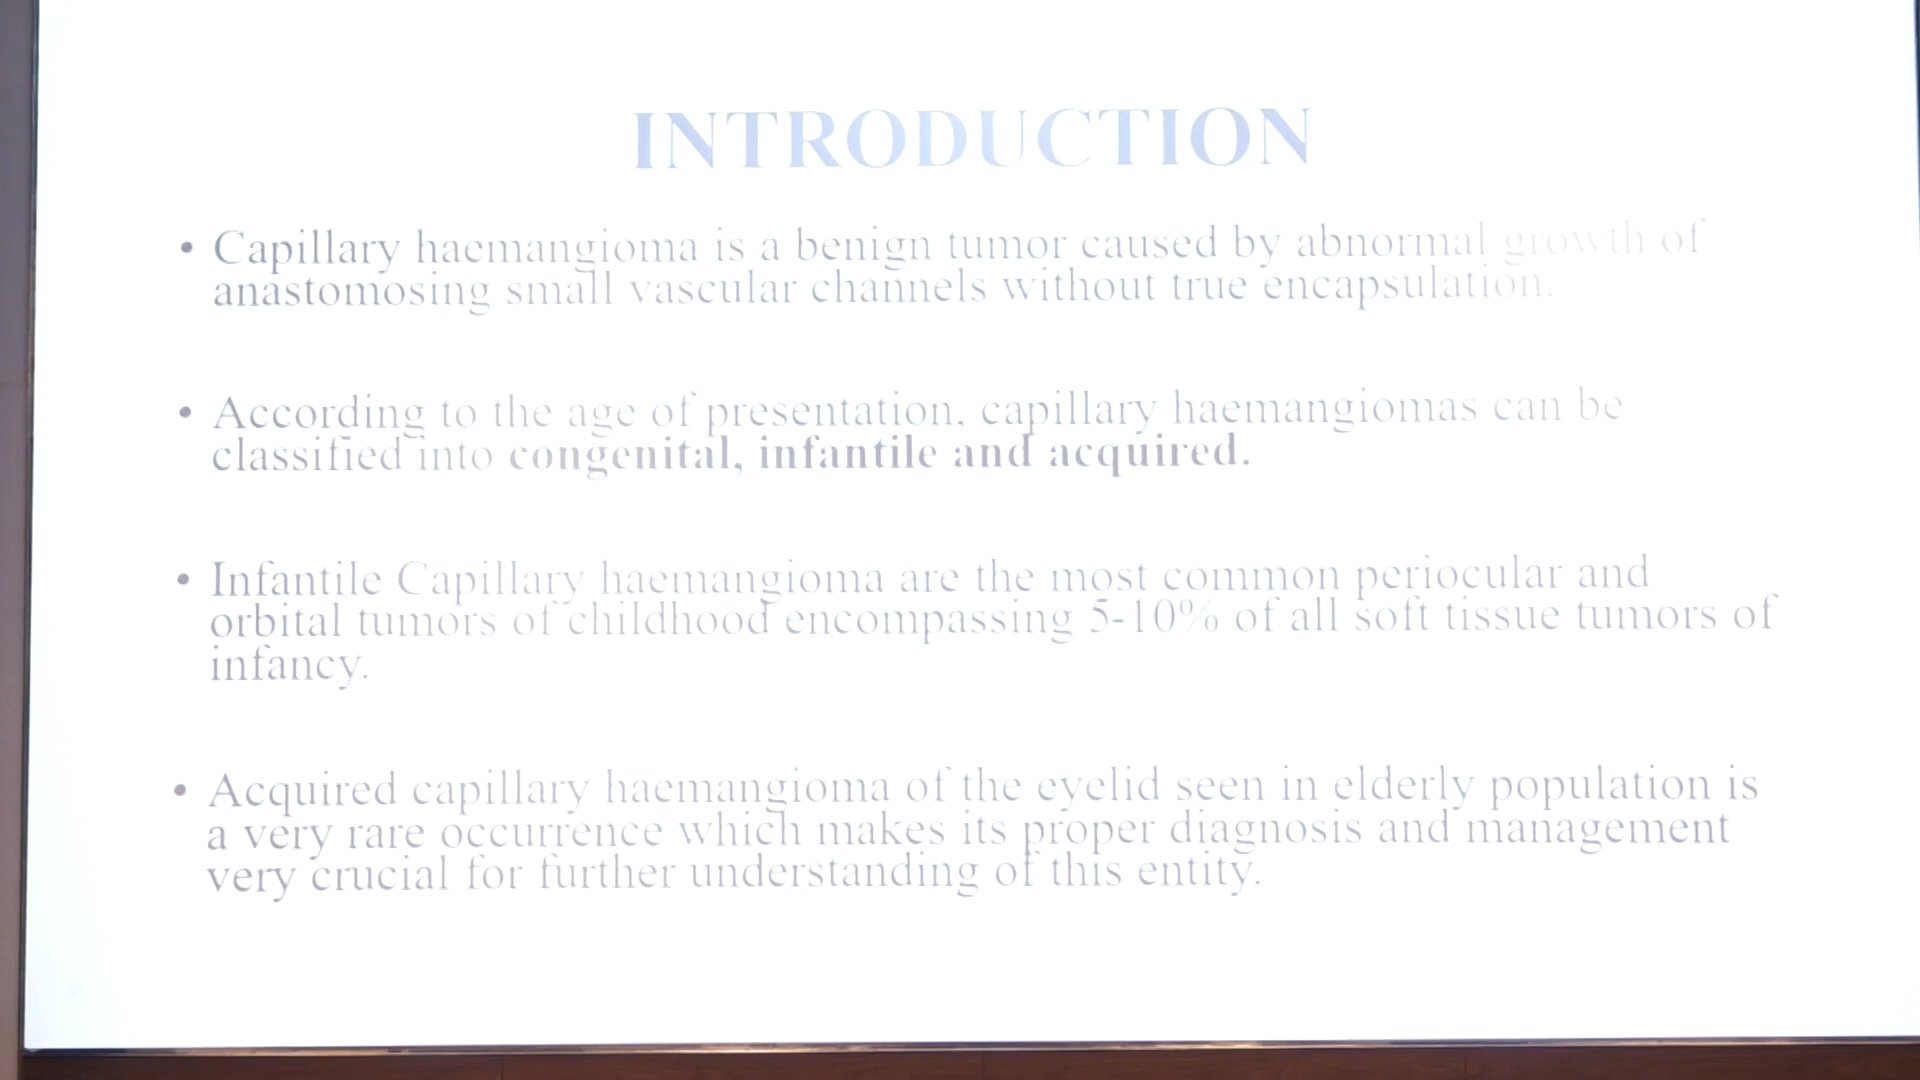 INTRODUCTION
• Capillary haemangioma is a benign tumor caused by abnormal growth of
anastomosing small vascular channels without true encapsulation.
• According to the age of presentation, capillary haemangiomas can be
classified into congenital, infantile and acquired.
• Infantile Capillary haemangioma are the most common periocular and
orbital tumors of childhood encompassing 5-10% of all soft tissue tumors of
infancy.
• Acquired capillary haemangioma of the eyelid seen in elderly population is
a very rare occurrence which makes its proper diagnosis and management
very crucial for further understanding of this entity.